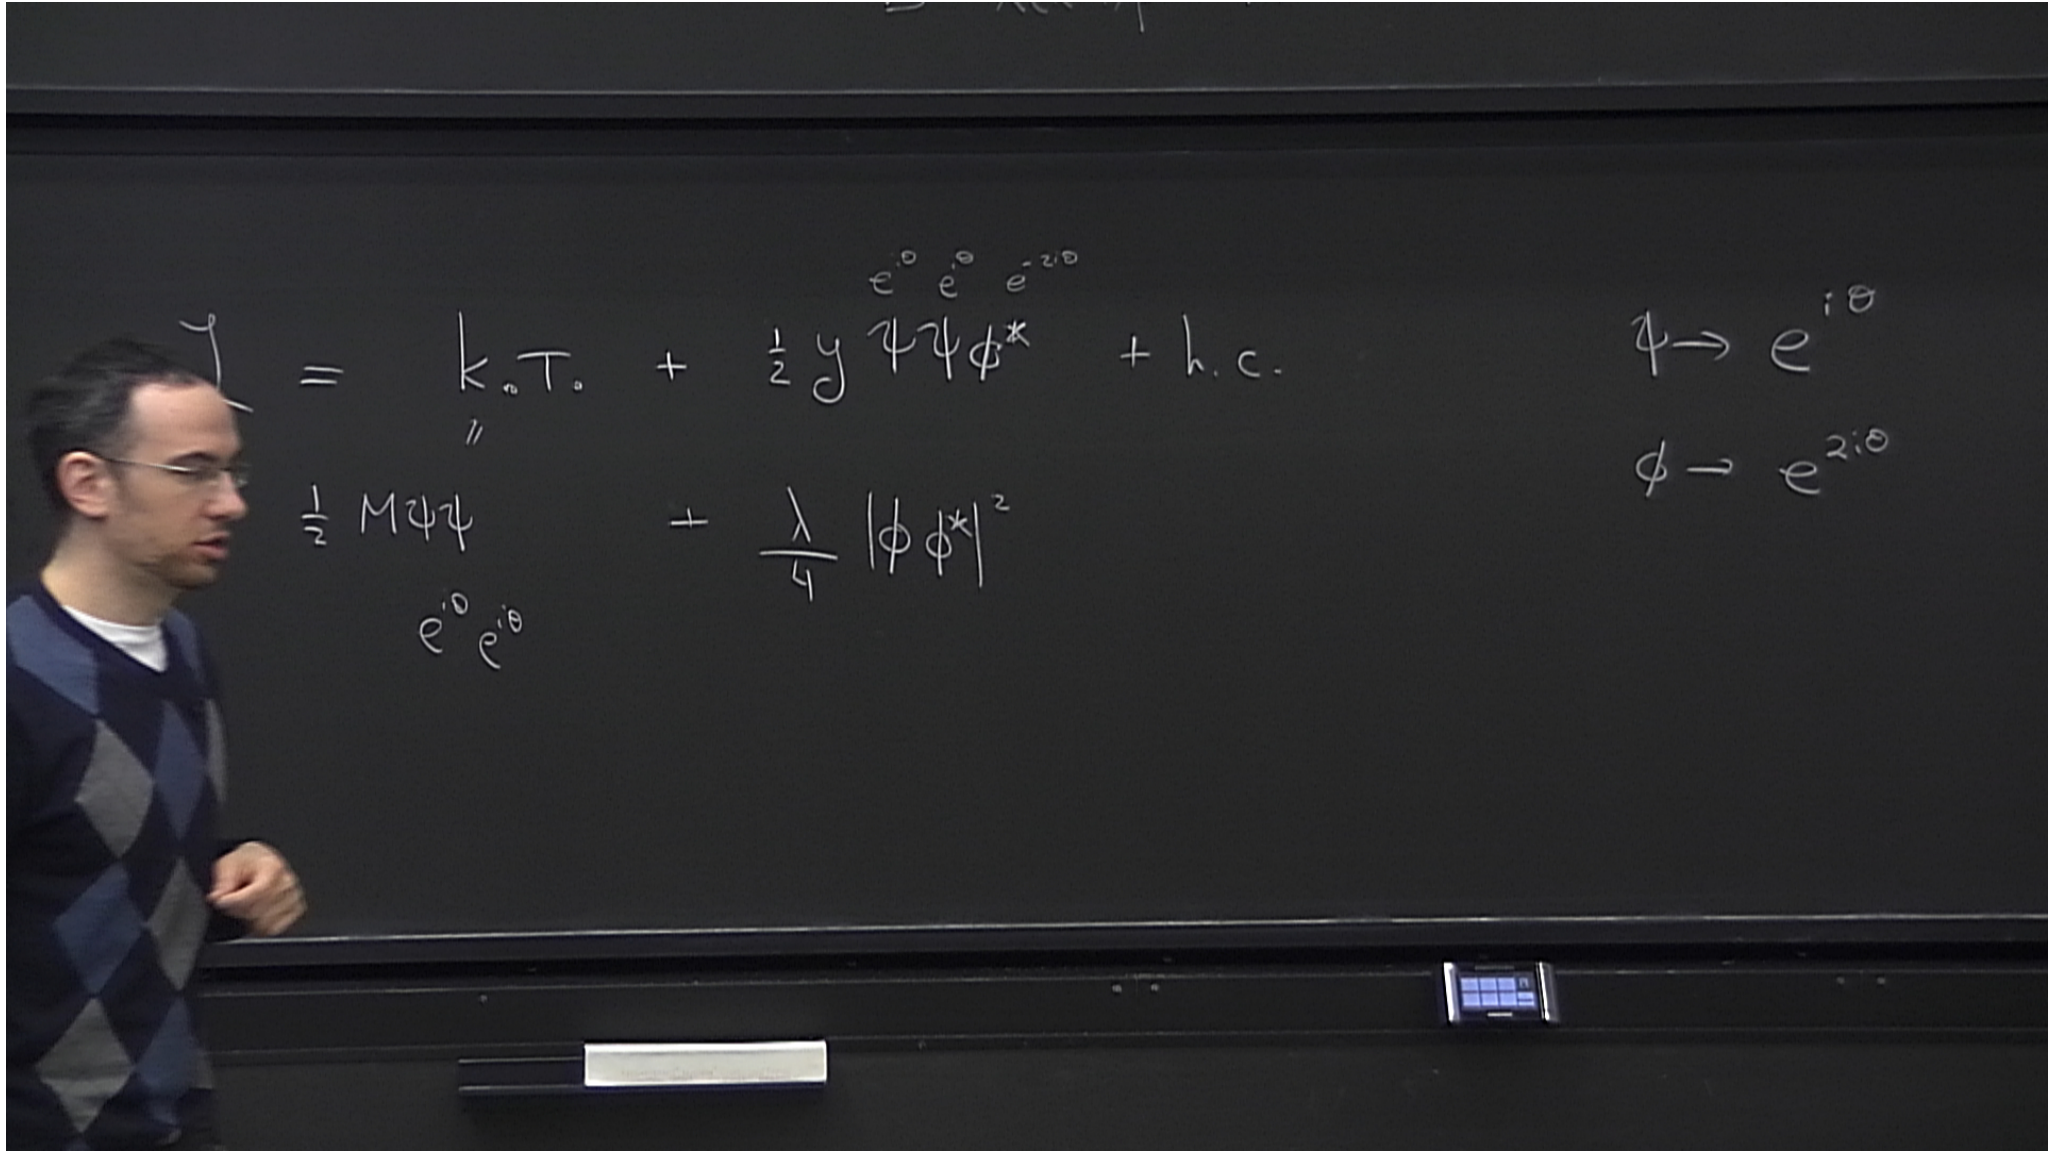 e^{iθ} e^{iθ} e^{-2iθ}
ℒ = k.T. + 1/2 y ψψφ* + h.c.
ψ → e^{iθ}
φ → e^{2iθ}
1/2 Mψψ + λ/4 |φφ*|²
e^{iθ} e^{iθ}